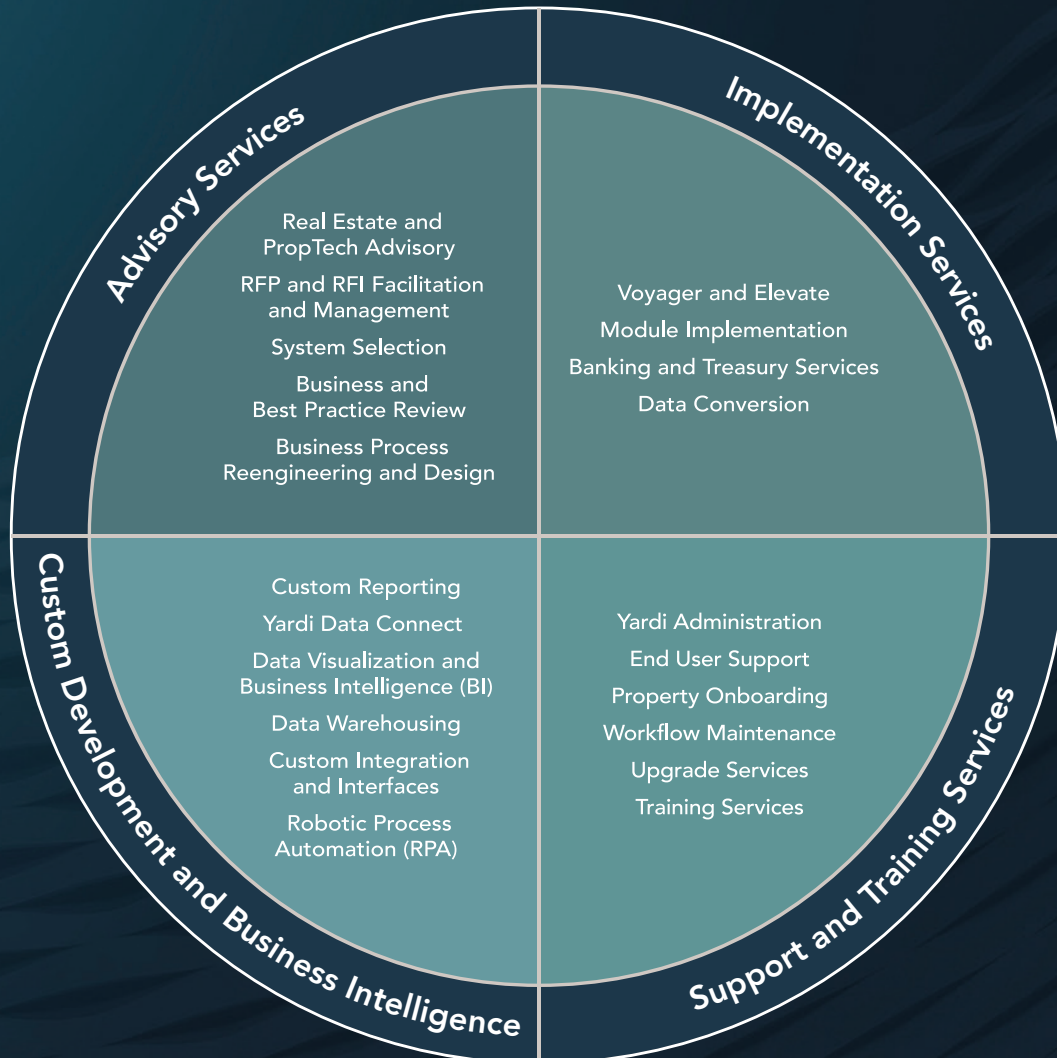 Advisory Services
Real Estate and
PropTech Advisory
RFP and RFI Facilitation
and Management
System Selection
Business and
Best Practice Review
Business Process
Reengineering and Design
Implementation Services
Voyager and Elevate
Module Implementation
Banking and Treasury Services
Data Conversion
Custom Development and Business Intelligence
Custom Reporting
Yardi Data Connect
Data Visualization and
Business Intelligence (BI)
Data Warehousing
Custom Integration
and Interfaces
Robotic Process
Automation (RPA)
Support and Training Services
Yardi Administration
End User Support
Property Onboarding
Workflow Maintenance
Upgrade Services
Training Services